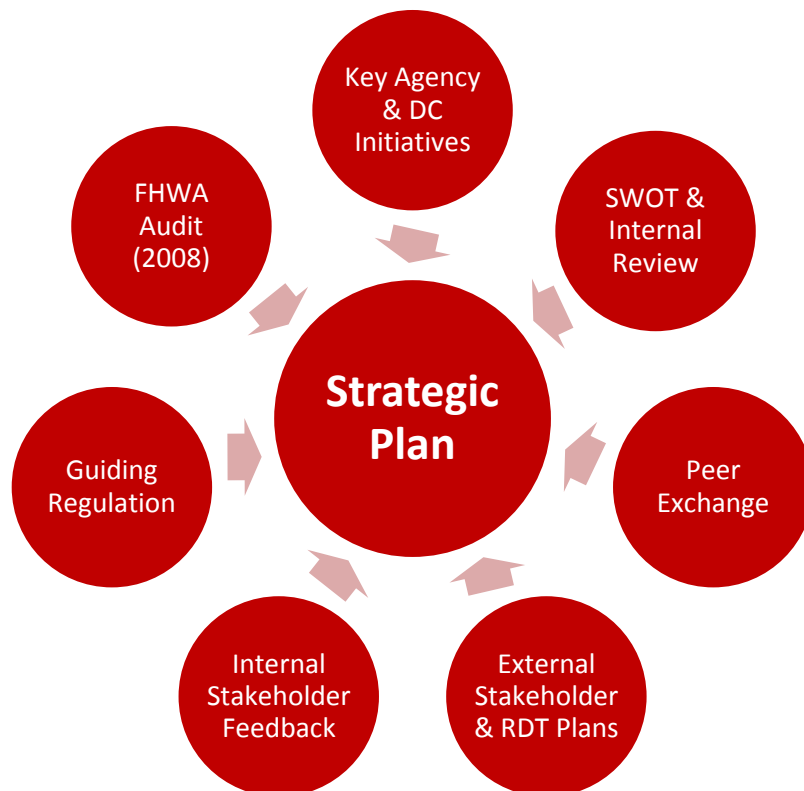 Key Agency
& DC
Initiatives
FHWA
Audit
(2008)
SWOT &
Internal
Review
Strategic
Plan
Guiding
Regulation
Peer
Exchange
Internal
Stakeholder
Feedback
External
Stakeholder
& RDT Plans